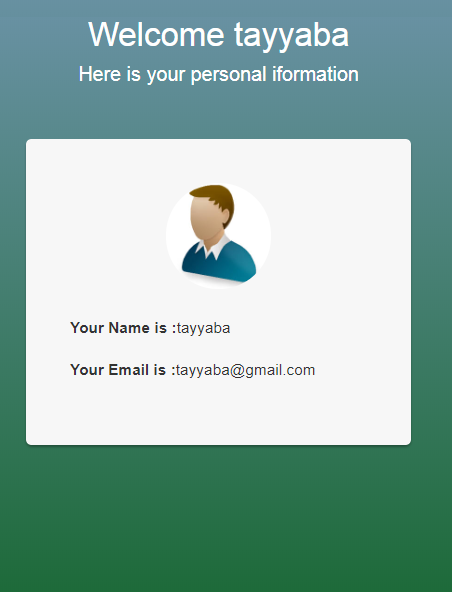 Welcome tayyaba
Here is your personal iformation
Your Name is :tayyaba
Your Email is :tayyaba@gmail.com